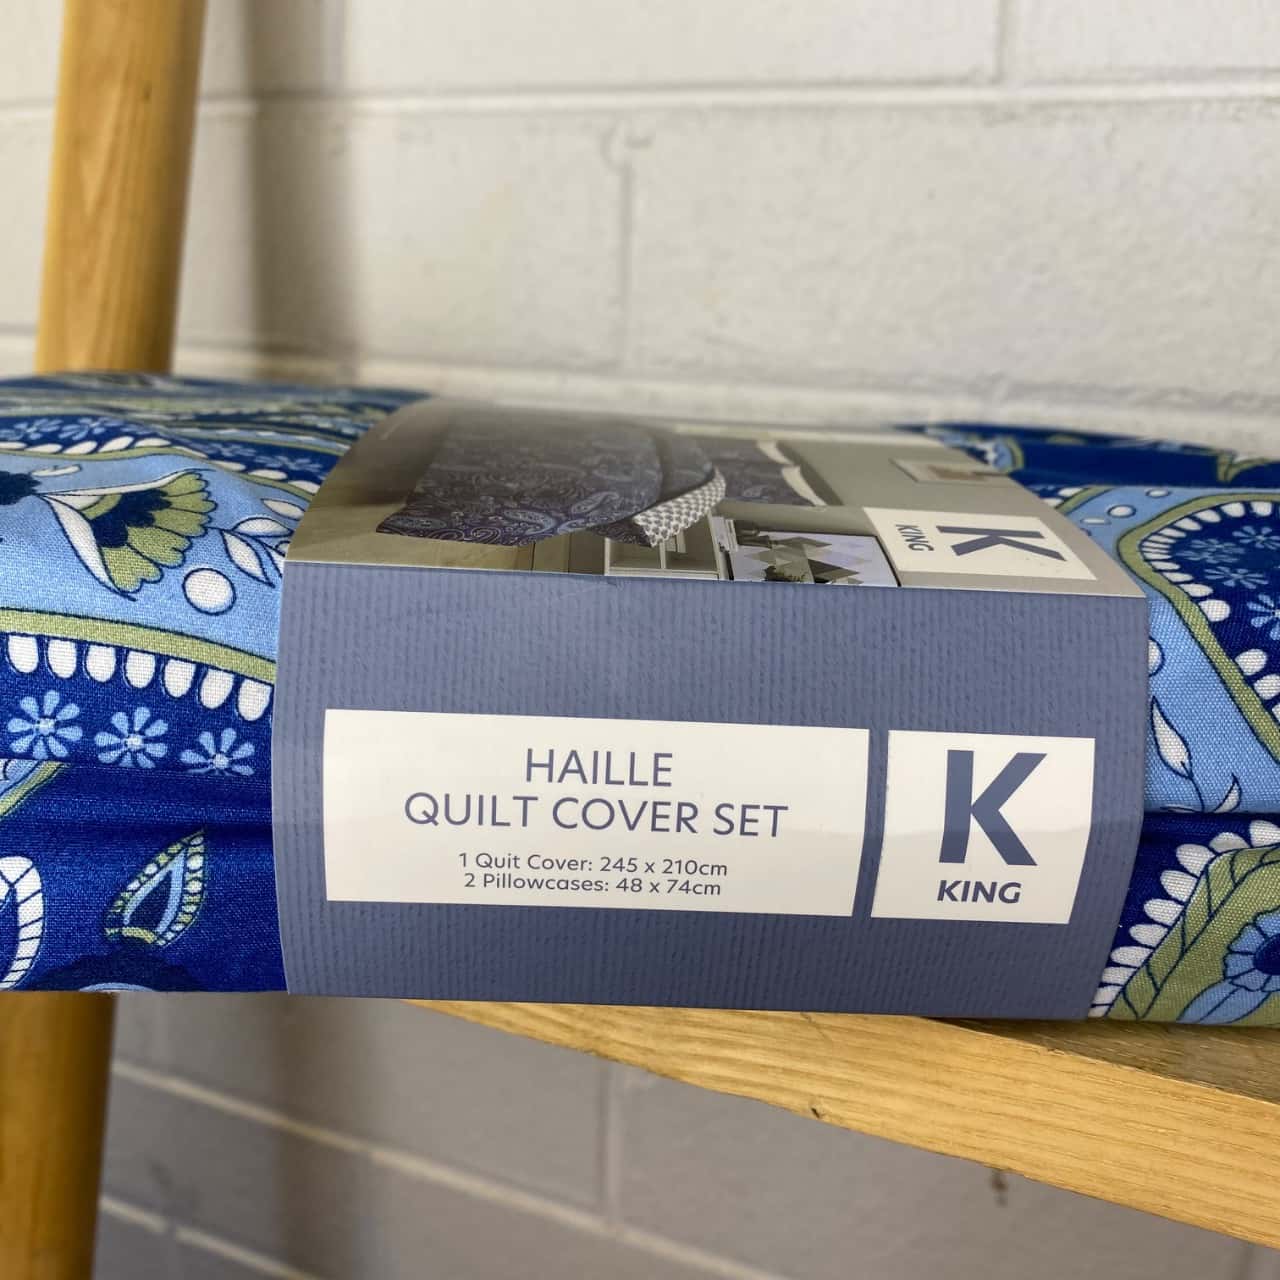 K
KING
HAILLE
QUILT COVER SET
1 Quit Cover: 245 x 210cm
2 Pillowcases: 48 x 74cm
K
KING